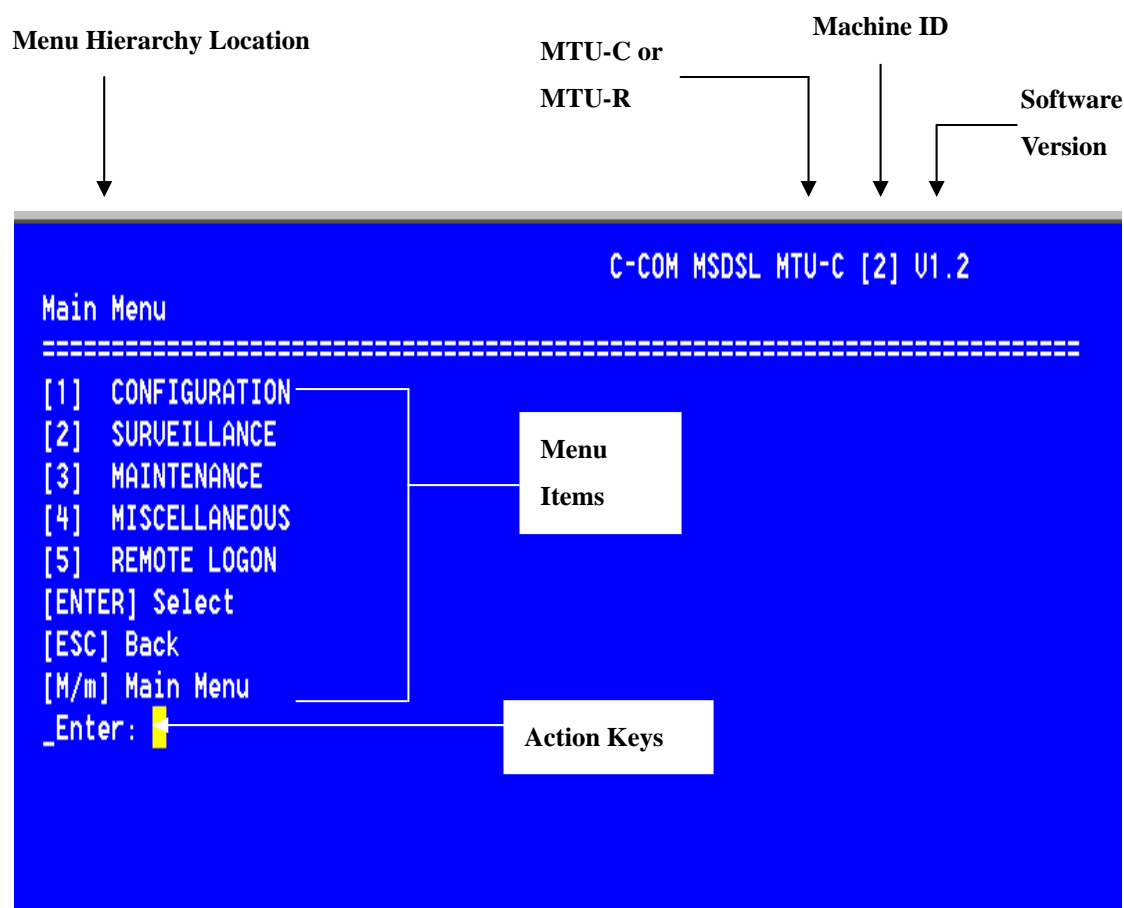 Menu Hierarchy Location
MTU-C or
MTU-R
Machine ID
Software
Version
C-COM MSDSL MTU-C [2] V1.2
Main Menu
===========================================================================
[1] CONFIGURATION
[2] SURVEILLANCE
[3] MAINTENANCE
[4] MISCELLANEOUS
[5] REMOTE LOGON
[ENTER] Select
[ESC] Back
[M/m] Main Menu
_Enter:
Menu
Items
Action Keys